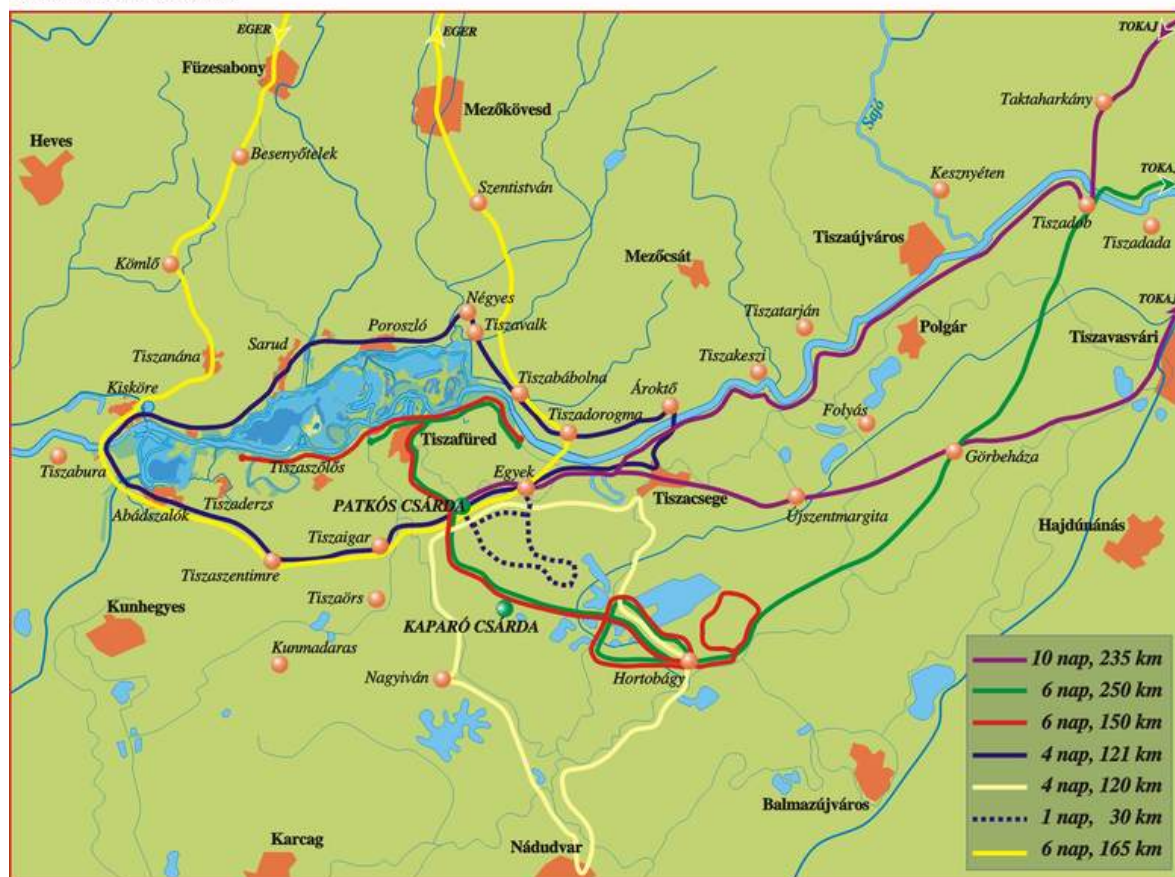 EGER
EGER
TOKAJ
Füzesabony
Mezőkövesd
Taktaharkány
Heves
Besenyőtelek
Sajó
Szentistván
Kesznyéten
TOKAJ
Tiszadob
Tiszadada
Tiszaújváros
Mezőcsát
Kömlő
Négyes
Tiszavalk
Poroszló
Sarud
Tiszatarján
Polgár
TOKAJ
Tiszavasvári
Tiszanána
Tiszakeszi
Kisköre
Tiszabábolna
Ároktő
Tiszadorogma
Folyás
Tiszafüred
Tiszabura
Tiszaszőlős
Egyek
Görbeháza
Tiszaderzs
Tiszacsege
Abádszalók
PATKÓS CSÁRDA
Újszentmargita
Hajdúnánás
Tiszaigar
Tiszaszentimre
Tiszaörs
Kunhegyes
KAPARÓ CSÁRDA
Kunmadaras
Nagyiván
Hortobágy
10 nap, 235 km
6 nap, 250 km
6 nap, 150 km
4 nap, 121 km
4 nap, 120 km
1 nap, 30 km
6 nap, 165 km
Balmazújváros
Karcag
Nádudvar